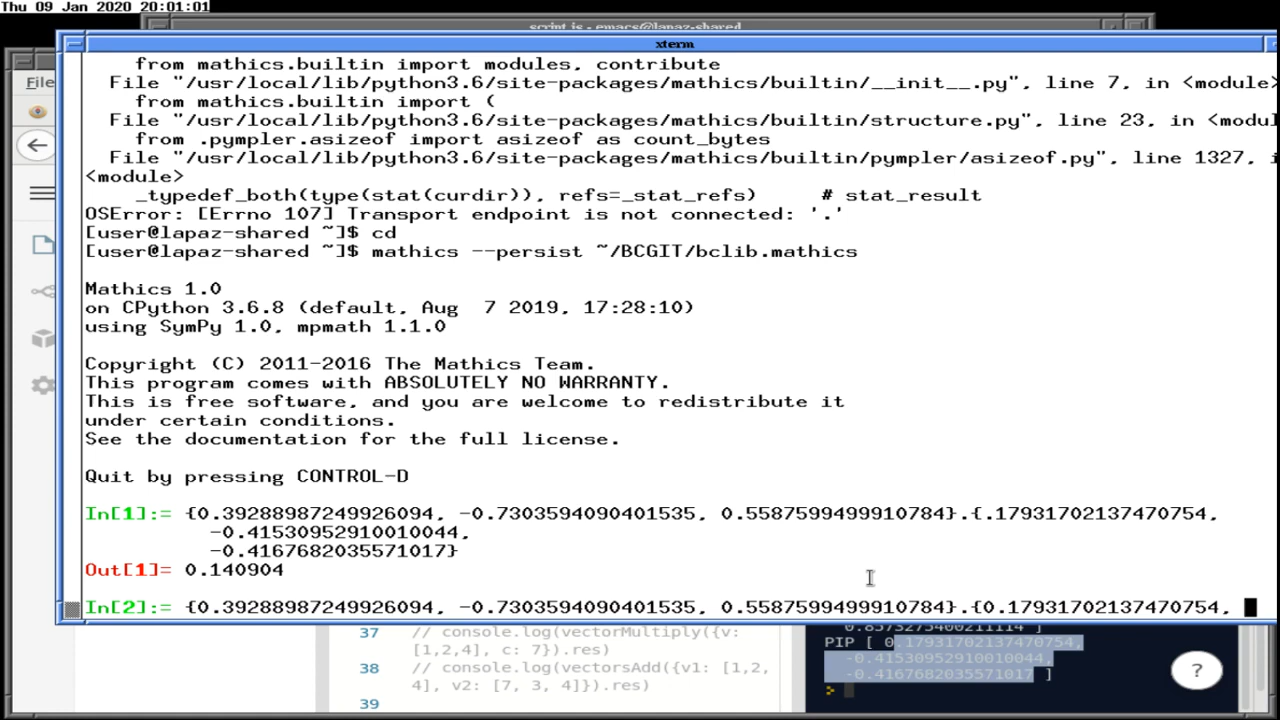 Thu 09 Jan 2020 20:01:01
script.js - emacs@lapaz-shared
xterm
File
from mathics.builtin import modules, contribute
File "/usr/local/lib/python3.6/site-packages/mathics/builtin/__init__.py", line 7, in <module>
from mathics.builtin import (
File "/usr/local/lib/python3.6/site-packages/mathics/builtin/structure.py", line 23, in <modul
from .pympler.asizeof import asizeof as count_bytes
File "/usr/local/lib/python3.6/site-packages/mathics/builtin/pympler/asizeof.py", line 1327, i
<module>
_typedef_both(type(stat(curdir)), refs=_stat_refs)      # stat_result
OSError: [Errno 107] Transport endpoint is not connected: '.'
[user@lapaz-shared ~]$ cd
[user@lapaz-shared ~]$ mathics --persist ~/BCGIT/bclib.mathics
Mathics 1.0
on CPython 3.6.8 (default, Aug  7 2019, 17:28:10)
using SymPy 1.0, mpmath 1.1.0
Copyright (C) 2011-2016 The Mathics Team.
This program comes with ABSOLUTELY NO WARRANTY.
This is free software, and you are welcome to redistribute it
under certain conditions.
See the documentation for the full license.
Quit by pressing CONTROL-D
In[1]:= {0.39288987249926094, -0.7303594090401535, 0.5587599499910784}.{.17931702137470754,
-0.41530952910010044,
-0.4167682035571017}
Out[1]= 0.140904
In[2]:= {0.39288987249926094, -0.7303594090401535, 0.5587599499910784}.{0.17931702137470754,
37 // console.log(vectorMultiply({v:
[1,2,4], c: 7}).res)
38 // console.log(vectorsAdd({v1: [1,2,
4], v2: [7, 3, 4]}).res)
39
PIP [ 0.17931702137470754,
-0.41530952910010044,
-0.4167682035571017 ]
>
?